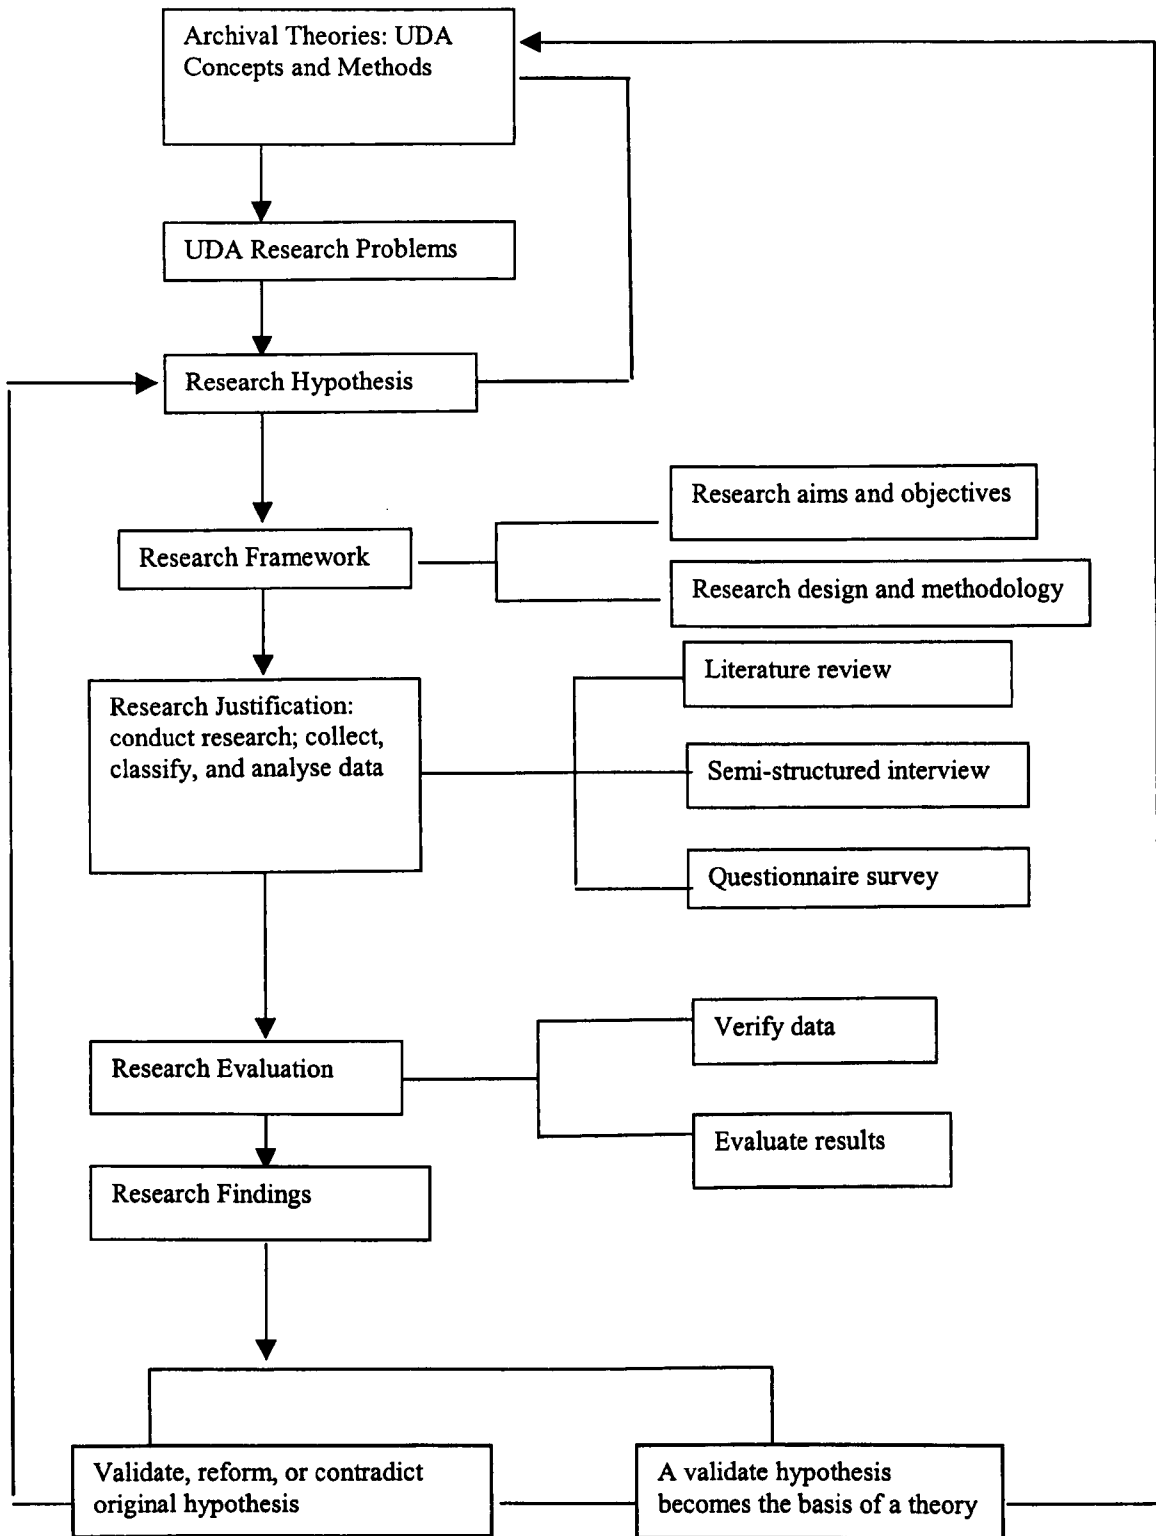 Archival Theories: UDA
Concepts and Methods
UDA Research Problems
Research Hypothesis
Research aims and objectives
Research Framework
Research design and methodology
Literature review
Research Justification:
conduct research; collect,
classify, and analyse data
Semi-structured interview
Questionnaire survey
Verify data
Research Evaluation
Evaluate results
Research Findings
Validate, reform, or contradict
original hypothesis
A validate hypothesis
becomes the basis of a theory